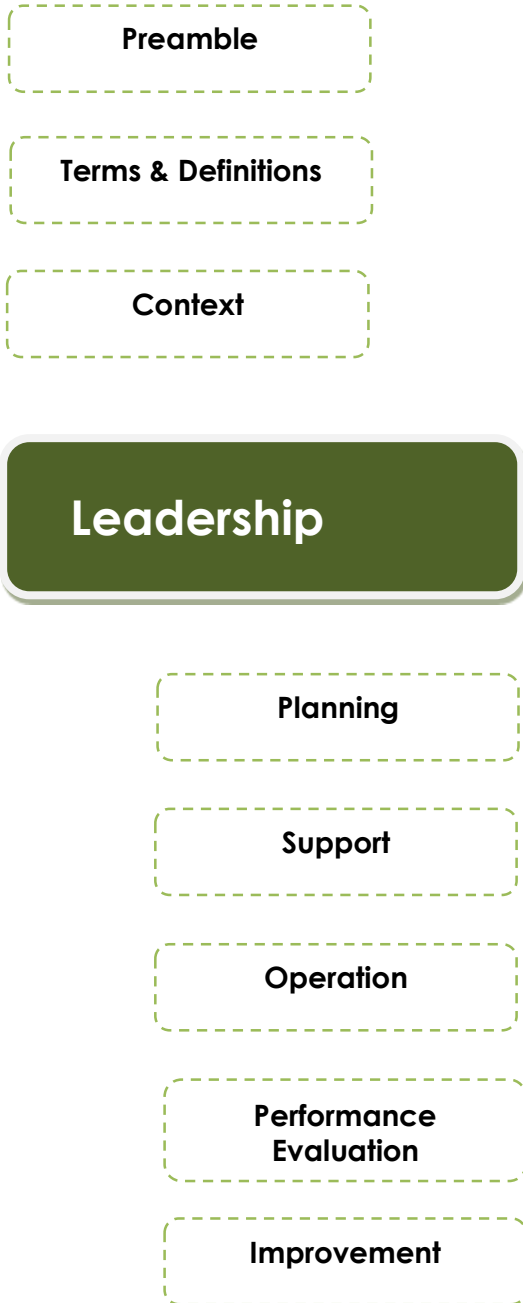 Preamble
Terms & Definitions
Context
Leadership
Planning
Support
Operation
Performance
Evaluation
Improvement